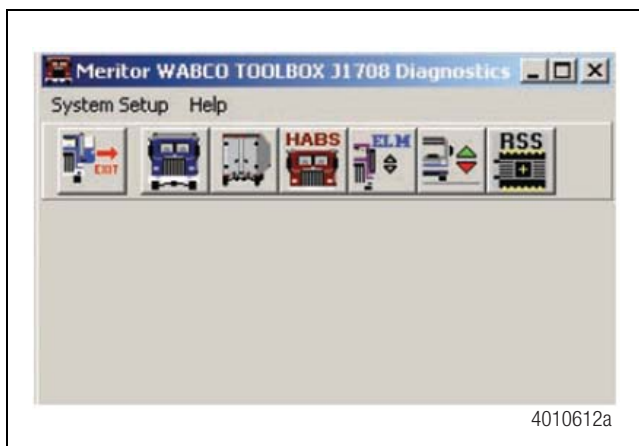 Meritor WABCO TOOLBOX J1708 Diagnostics
System Setup Help
EXIT HABS ELM RSS
4010612a